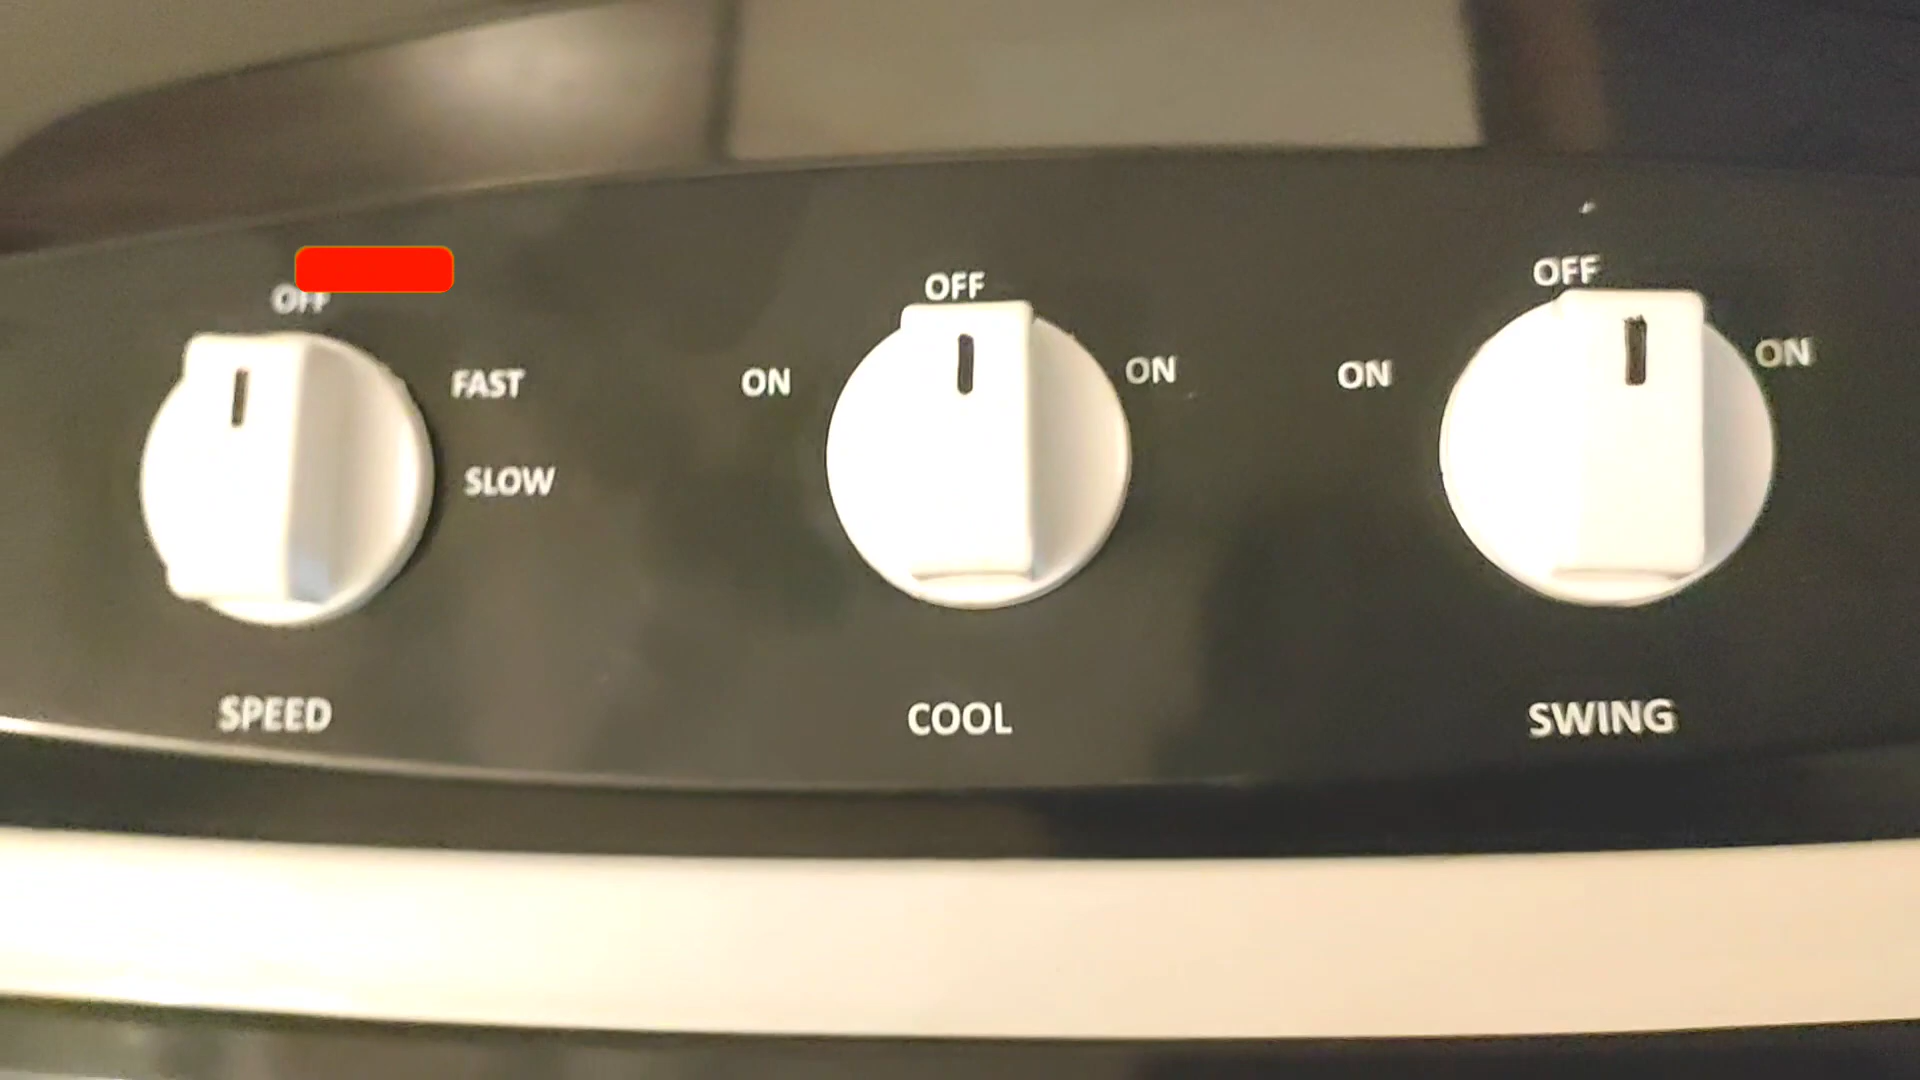 OFF
FAST
SLOW
SPEED
OFF
ON ON
COOL
OFF
ON ON
SWING